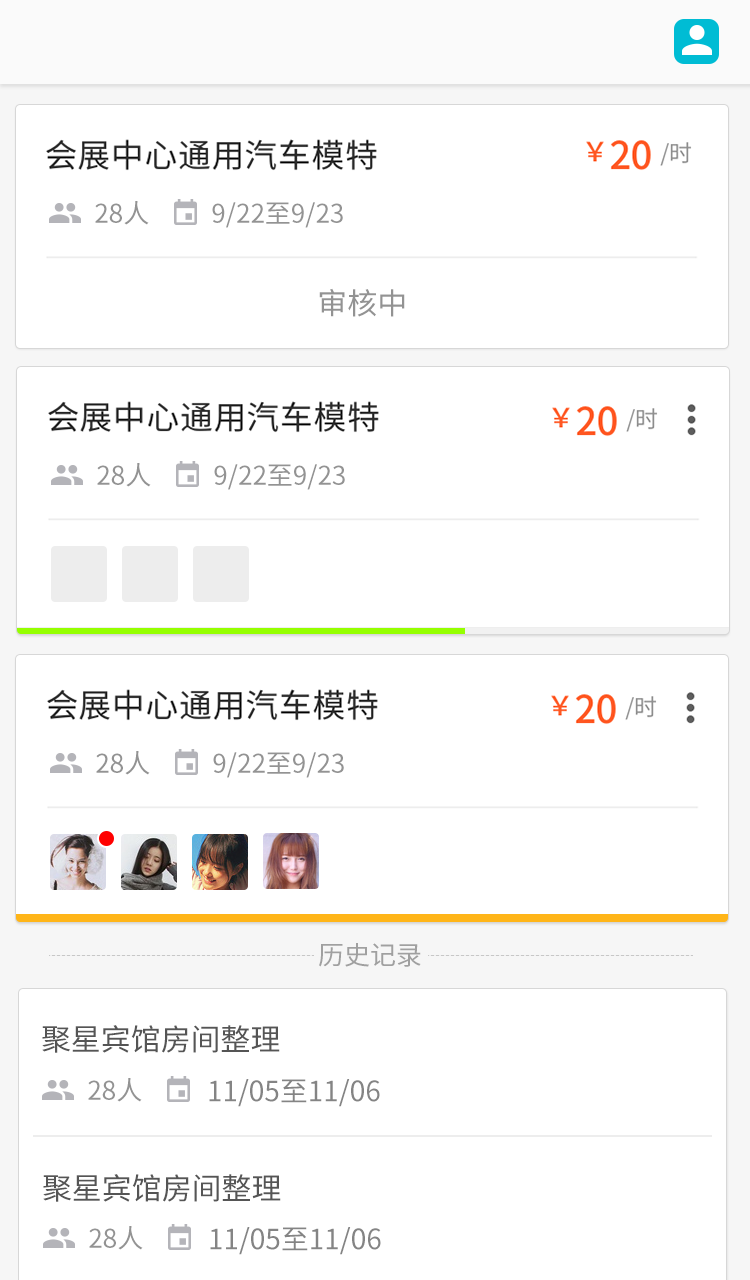 会展中心通用汽车模特 ￥20 /时
28人 9/22至9/23
审核中
会展中心通用汽车模特 ￥20 /时
28人 9/22至9/23
会展中心通用汽车模特 ￥20 /时
28人 9/22至9/23
历史记录
聚星宾馆房间整理
28人 11/05至11/06
聚星宾馆房间整理
28人 11/05至11/06